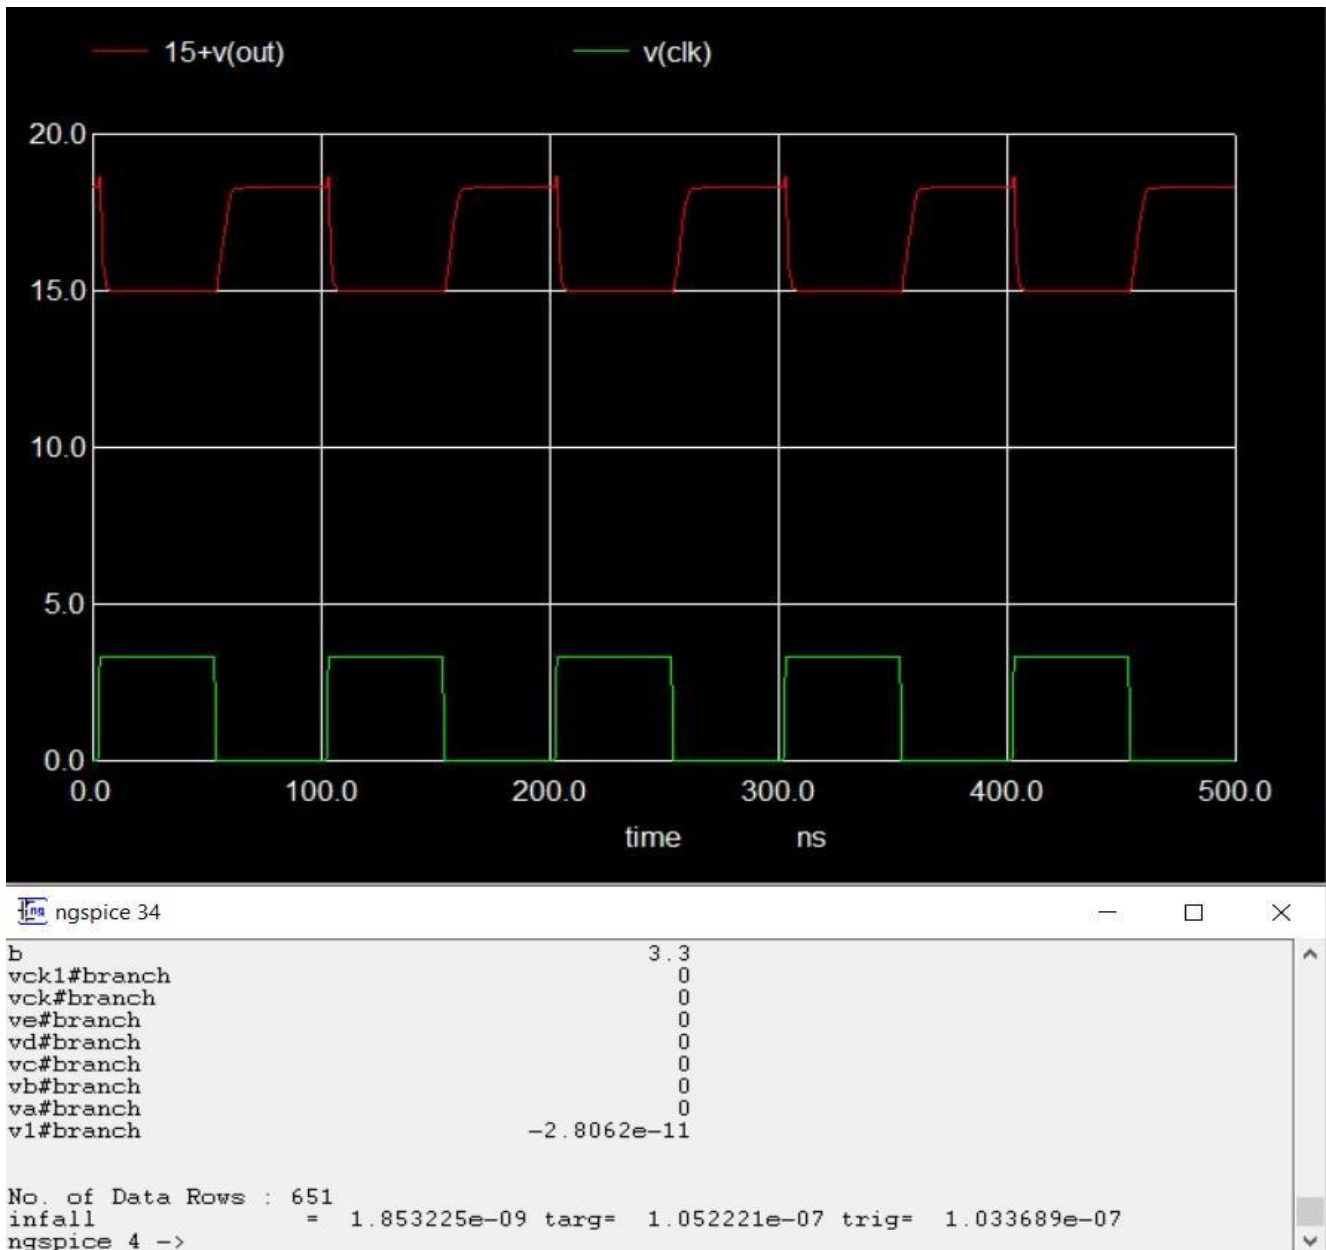 15+v(out) v(clk)
20.0
15.0
10.0
5.0
0.0
0.0 100.0 200.0 300.0 400.0 500.0
time ns
ngspice 34
b 3.3
vck1#branch 0
vck#branch 0
ve#branch 0
vd#branch 0
vc#branch 0
vb#branch 0
va#branch 0
v1#branch -2.8062e-11
No. of Data Rows : 651
infall = 1.853225e-09 targ= 1.052221e-07 trig= 1.033689e-07
ngspice 4 ->